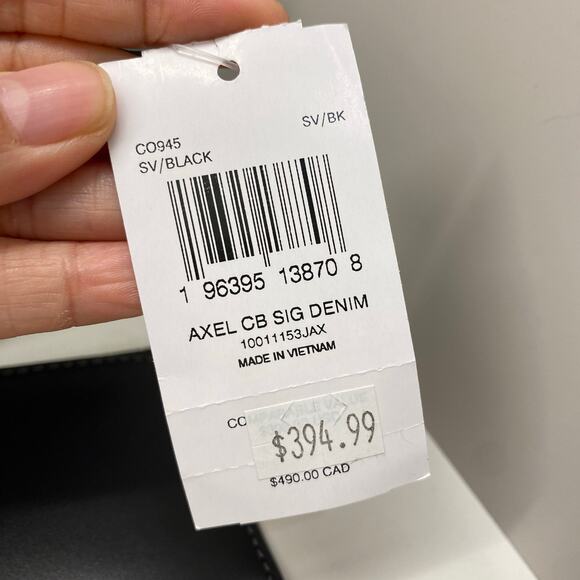 CO945
SV/BK
SV/BLACK
1 96395 13870 8
AXEL CB SIG DENIM
10011153JAX
MADE IN VIETNAM
CO
$394.99
$490.00 CAD